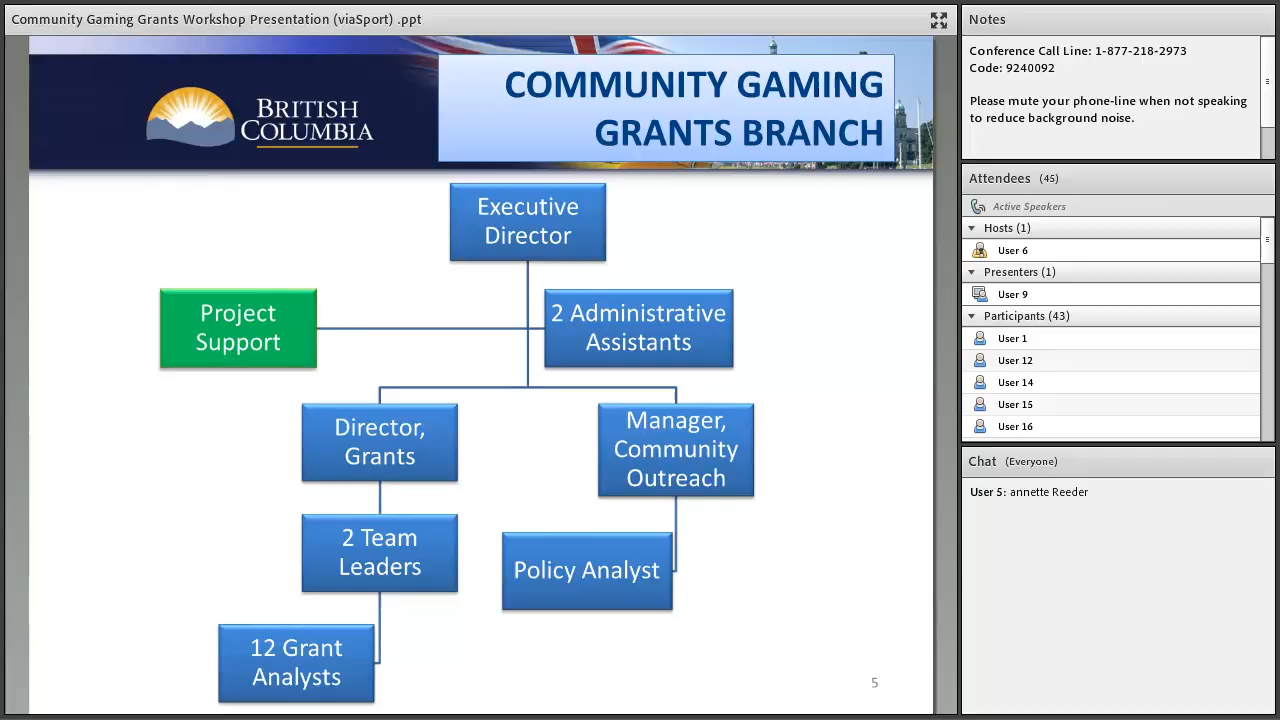 Community Gaming Grants Workshop Presentation (viaSport) .ppt
BRITISH
COLUMBIA
COMMUNITY GAMING
GRANTS BRANCH
Executive
Director
Project
Support
2 Administrative
Assistants
Director,
Grants
Manager,
Community
Outreach
2 Team
Leaders
Policy Analyst
12 Grant
Analysts
5
Notes
Conference Call Line: 1-877-218-2973
Code: 9240092
Please mute your phone-line when not speaking
to reduce background noise.
Attendees (45)
Active Speakers
Hosts (1)
User 6
Presenters (1)
User 9
Participants (43)
User 1
User 12
User 14
User 15
User 16
Chat (Everyone)
User 5: annette Reeder